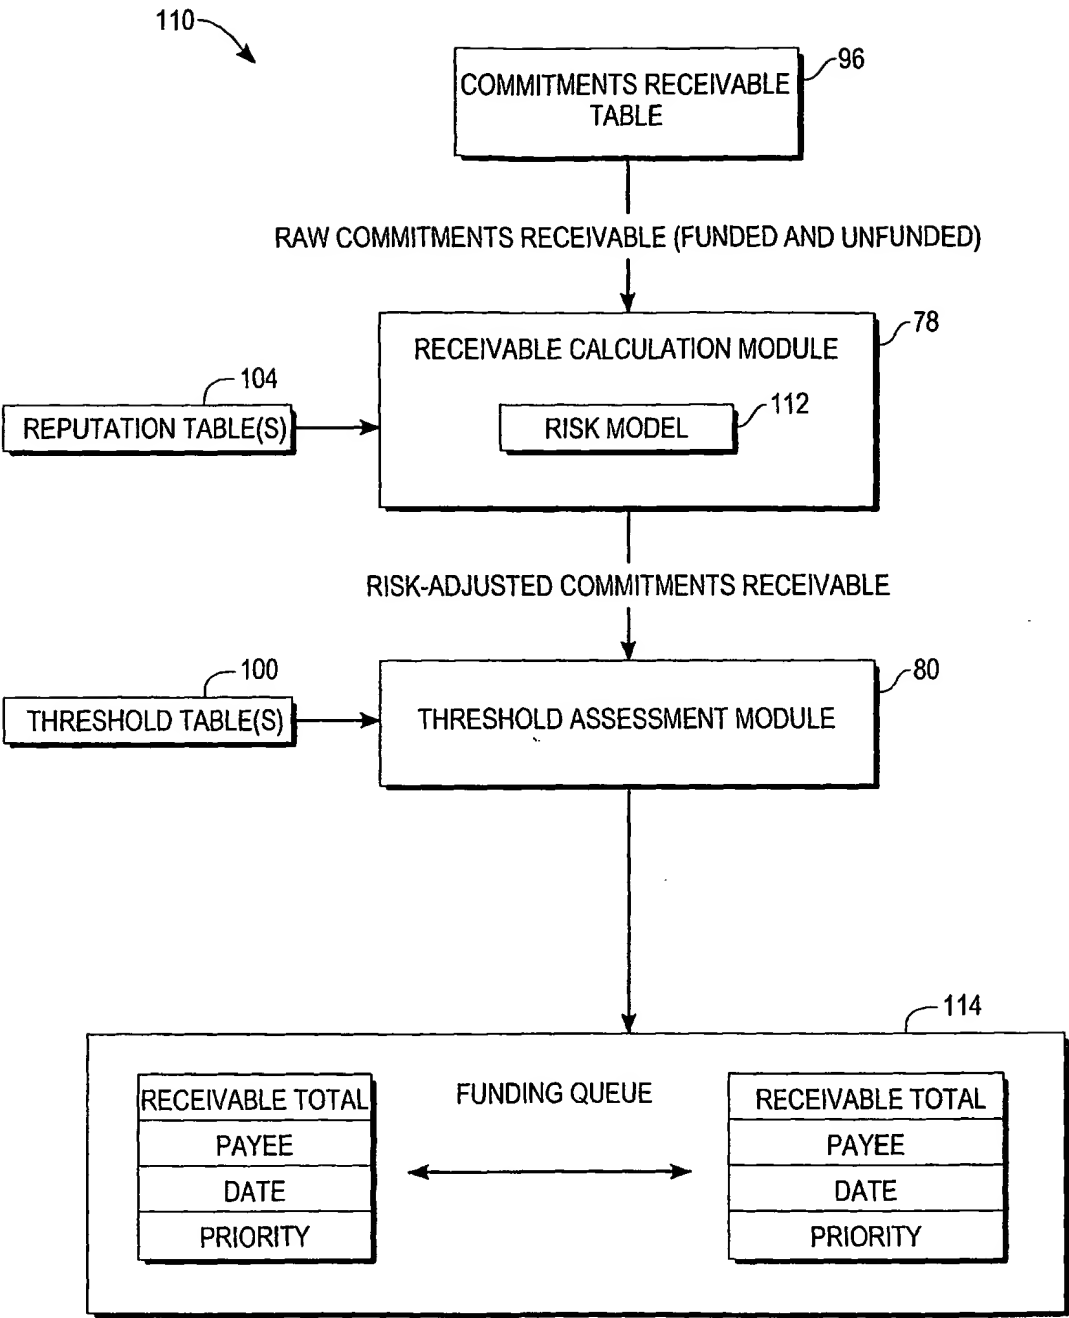 110
96
COMMITMENTS RECEIVABLE
TABLE
RAW COMMITMENTS RECEIVABLE (FUNDED AND UNFUNDED)
78
RECEIVABLE CALCULATION MODULE
104
REPUTATION TABLE(S)
112
RISK MODEL
RISK-ADJUSTED COMMITMENTS RECEIVABLE
100
THRESHOLD TABLE(S)
80
THRESHOLD ASSESSMENT MODULE
114
FUNDING QUEUE
RECEIVABLE TOTAL
PAYEE
DATE
PRIORITY
RECEIVABLE TOTAL
PAYEE
DATE
PRIORITY